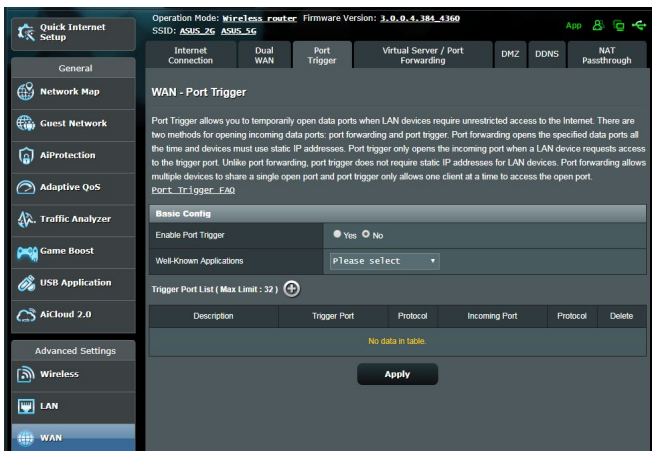 Quick Internet
Setup
General
Network Map
Guest Network
AiProtection
Adaptive QoS
Traffic Analyzer
Game Boost
USB Application
AiCloud 2.0
Advanced Settings
Wireless
LAN
WAN
Operation Mode: Wireless router Firmware Version: 3.0.0.4.384_4360
SSID: ASUS_2G ASUS_5G
App
Internet
Connection
Dual
WAN
Port
Trigger
Virtual Server / Port
Forwarding
DMZ
DDNS
NAT
Passthrough
WAN - Port Trigger
Port Trigger allows you to temporarily open data ports when LAN devices require unrestricted access to the Internet. There are
two methods for opening incoming data ports: port forwarding and port trigger. Port forwarding opens the specified data ports all
the time and devices must use static IP addresses. Port trigger only opens the incoming port when a LAN device requests access
to the trigger port. Unlike port forwarding, port trigger does not require static IP addresses for LAN devices. Port forwarding allows
multiple devices to share a single open port and port trigger only allows one client at a time to access the open port.
Port Trigger FAQ
Basic Config
Enable Port Trigger Yes No
Well-Known Applications Please select
Trigger Port List ( Max Limit : 32 )
Description Trigger Port Protocol Incoming Port Protocol Delete
No data in table.
Apply